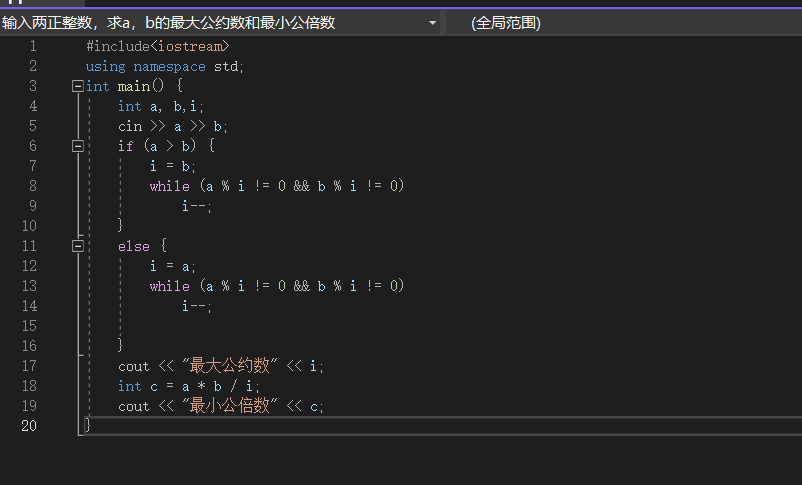 输入两正整数，求a，b的最大公约数和最小公倍数 (全局范围)
1 #include<iostream>
2 using namespace std;
3 int main() {
4 int a, b,i;
5 cin >> a >> b;
6 if (a > b) {
7 i = b;
8 while (a % i != 0 && b % i != 0)
9 i--;
10 }
11 else {
12 i = a;
13 while (a % i != 0 && b % i != 0)
14 i--;
15
16 }
17 cout << "最大公约数" << i;
18 int c = a * b / i;
19 cout << "最小公倍数" << c;
20 }